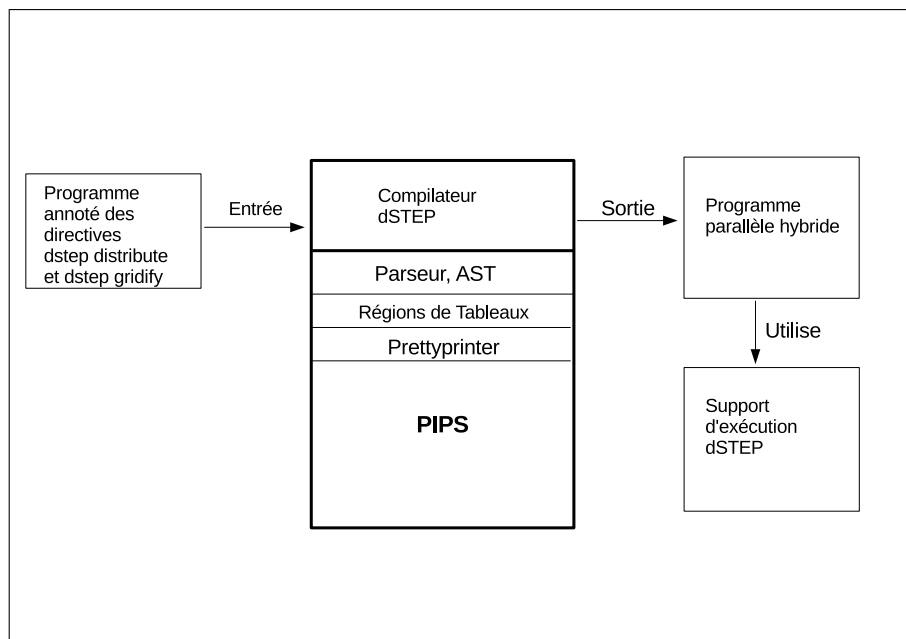 Programme
annoté des
directives
dstep distribute
et dstep gridify
Entrée
Compilateur
dSTEP
Parseur, AST
Régions de Tableaux
Prettyprinter
PIPS
Sortie
Programme
parallèle hybride
Utilise
Support
d'exécution
dSTEP